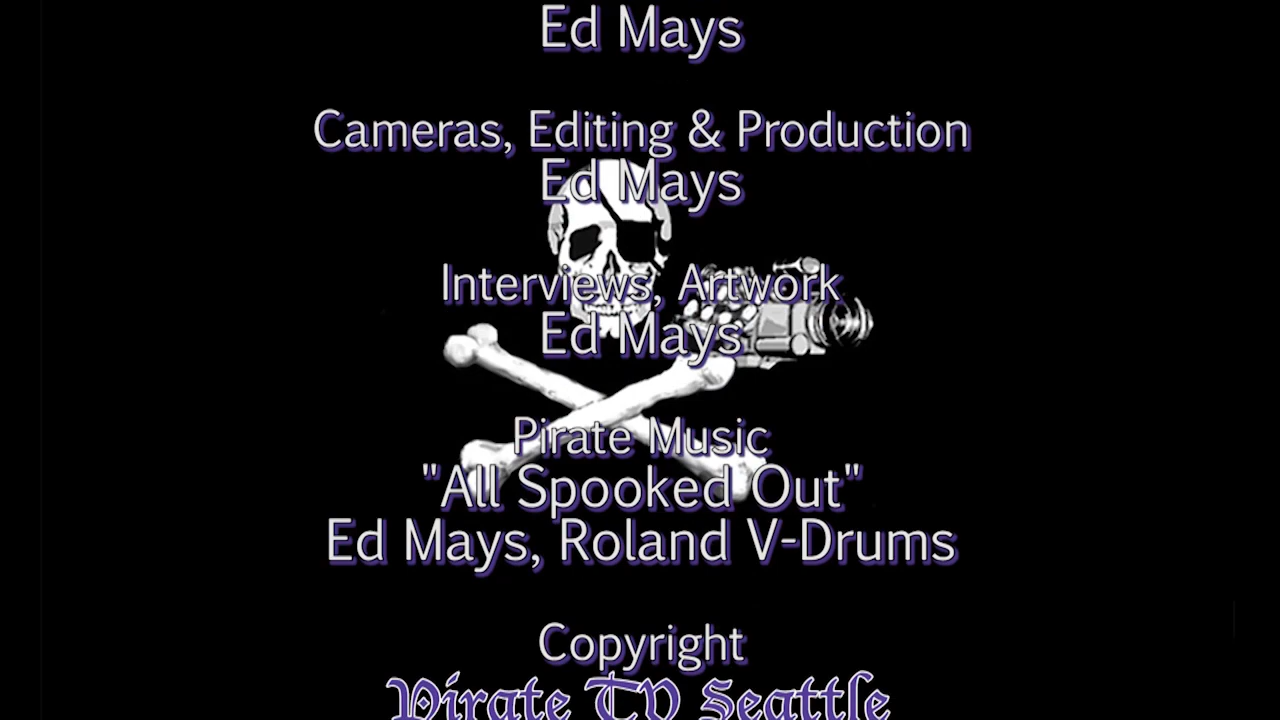 Ed Mays
Cameras, Editing & Production
Ed Mays
Interviews, Artwork
Ed Mays
Pirate Music
"All Spooked Out"
Ed Mays, Roland V-Drums
Copyright
Pirate TV Seattle